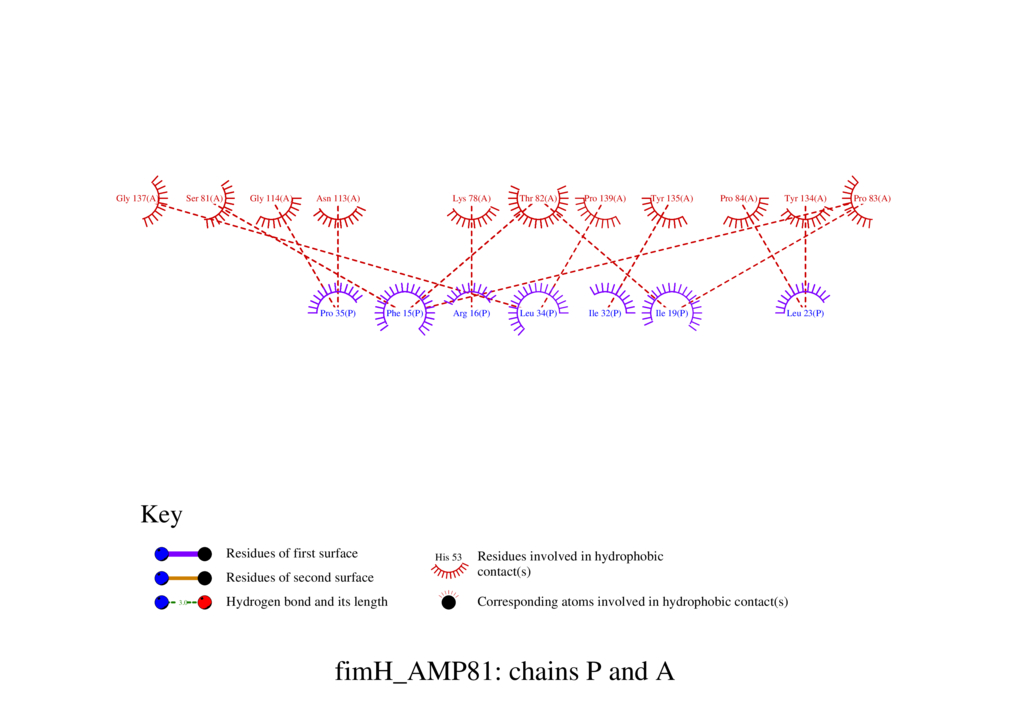 Gly 137(A) Ser 81(A) Gly 114(A) Asn 113(A) Lys 78(A) Thr 82(A) Pro 139(A) Tyr 135(A) Pro 84(A) Tyr 134(A) Pro 83(A)
Pro 35(P) Phe 15(P) Arg 16(P) Leu 34(P) Ile 32(P) Ile 19(P) Leu 23(P)
Key
Residues of first surface
Residues of second surface
3.0 Hydrogen bond and its length
His 53 Residues involved in hydrophobic
contact(s)
Corresponding atoms involved in hydrophobic contact(s)
fimH_AMP81: chains P and A